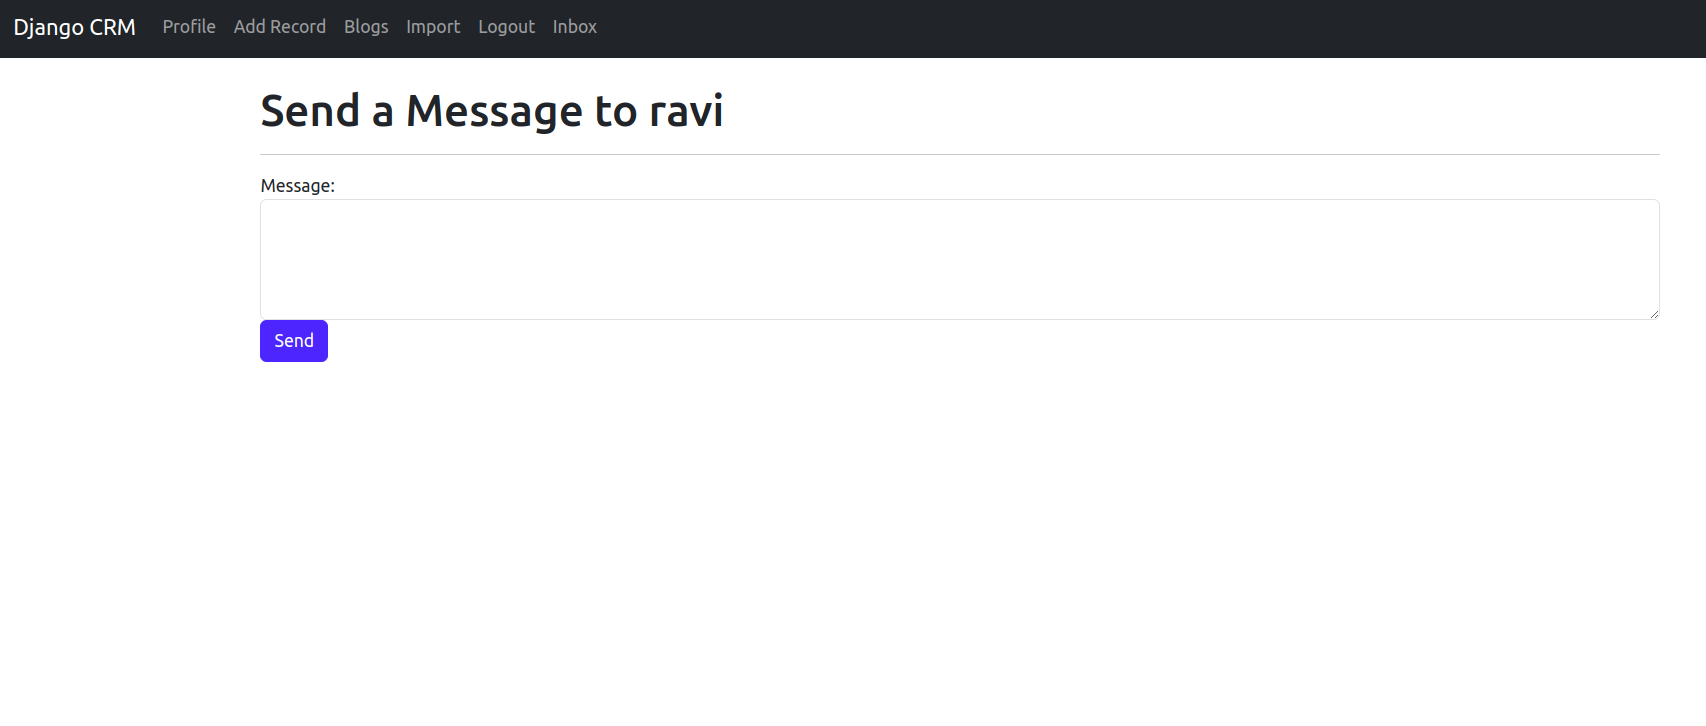 Django CRM Profile Add Record Blogs Import Logout Inbox
Send a Message to ravi
Message:
Send